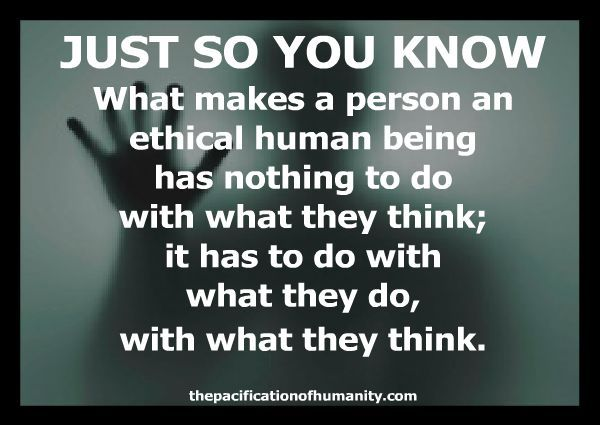 JUST SO YOU KNOW
What makes a person an
ethical human being
has nothing to do
with what they think;
it has to do with
what they do,
with what they think.
thepacificationofhumanity.com